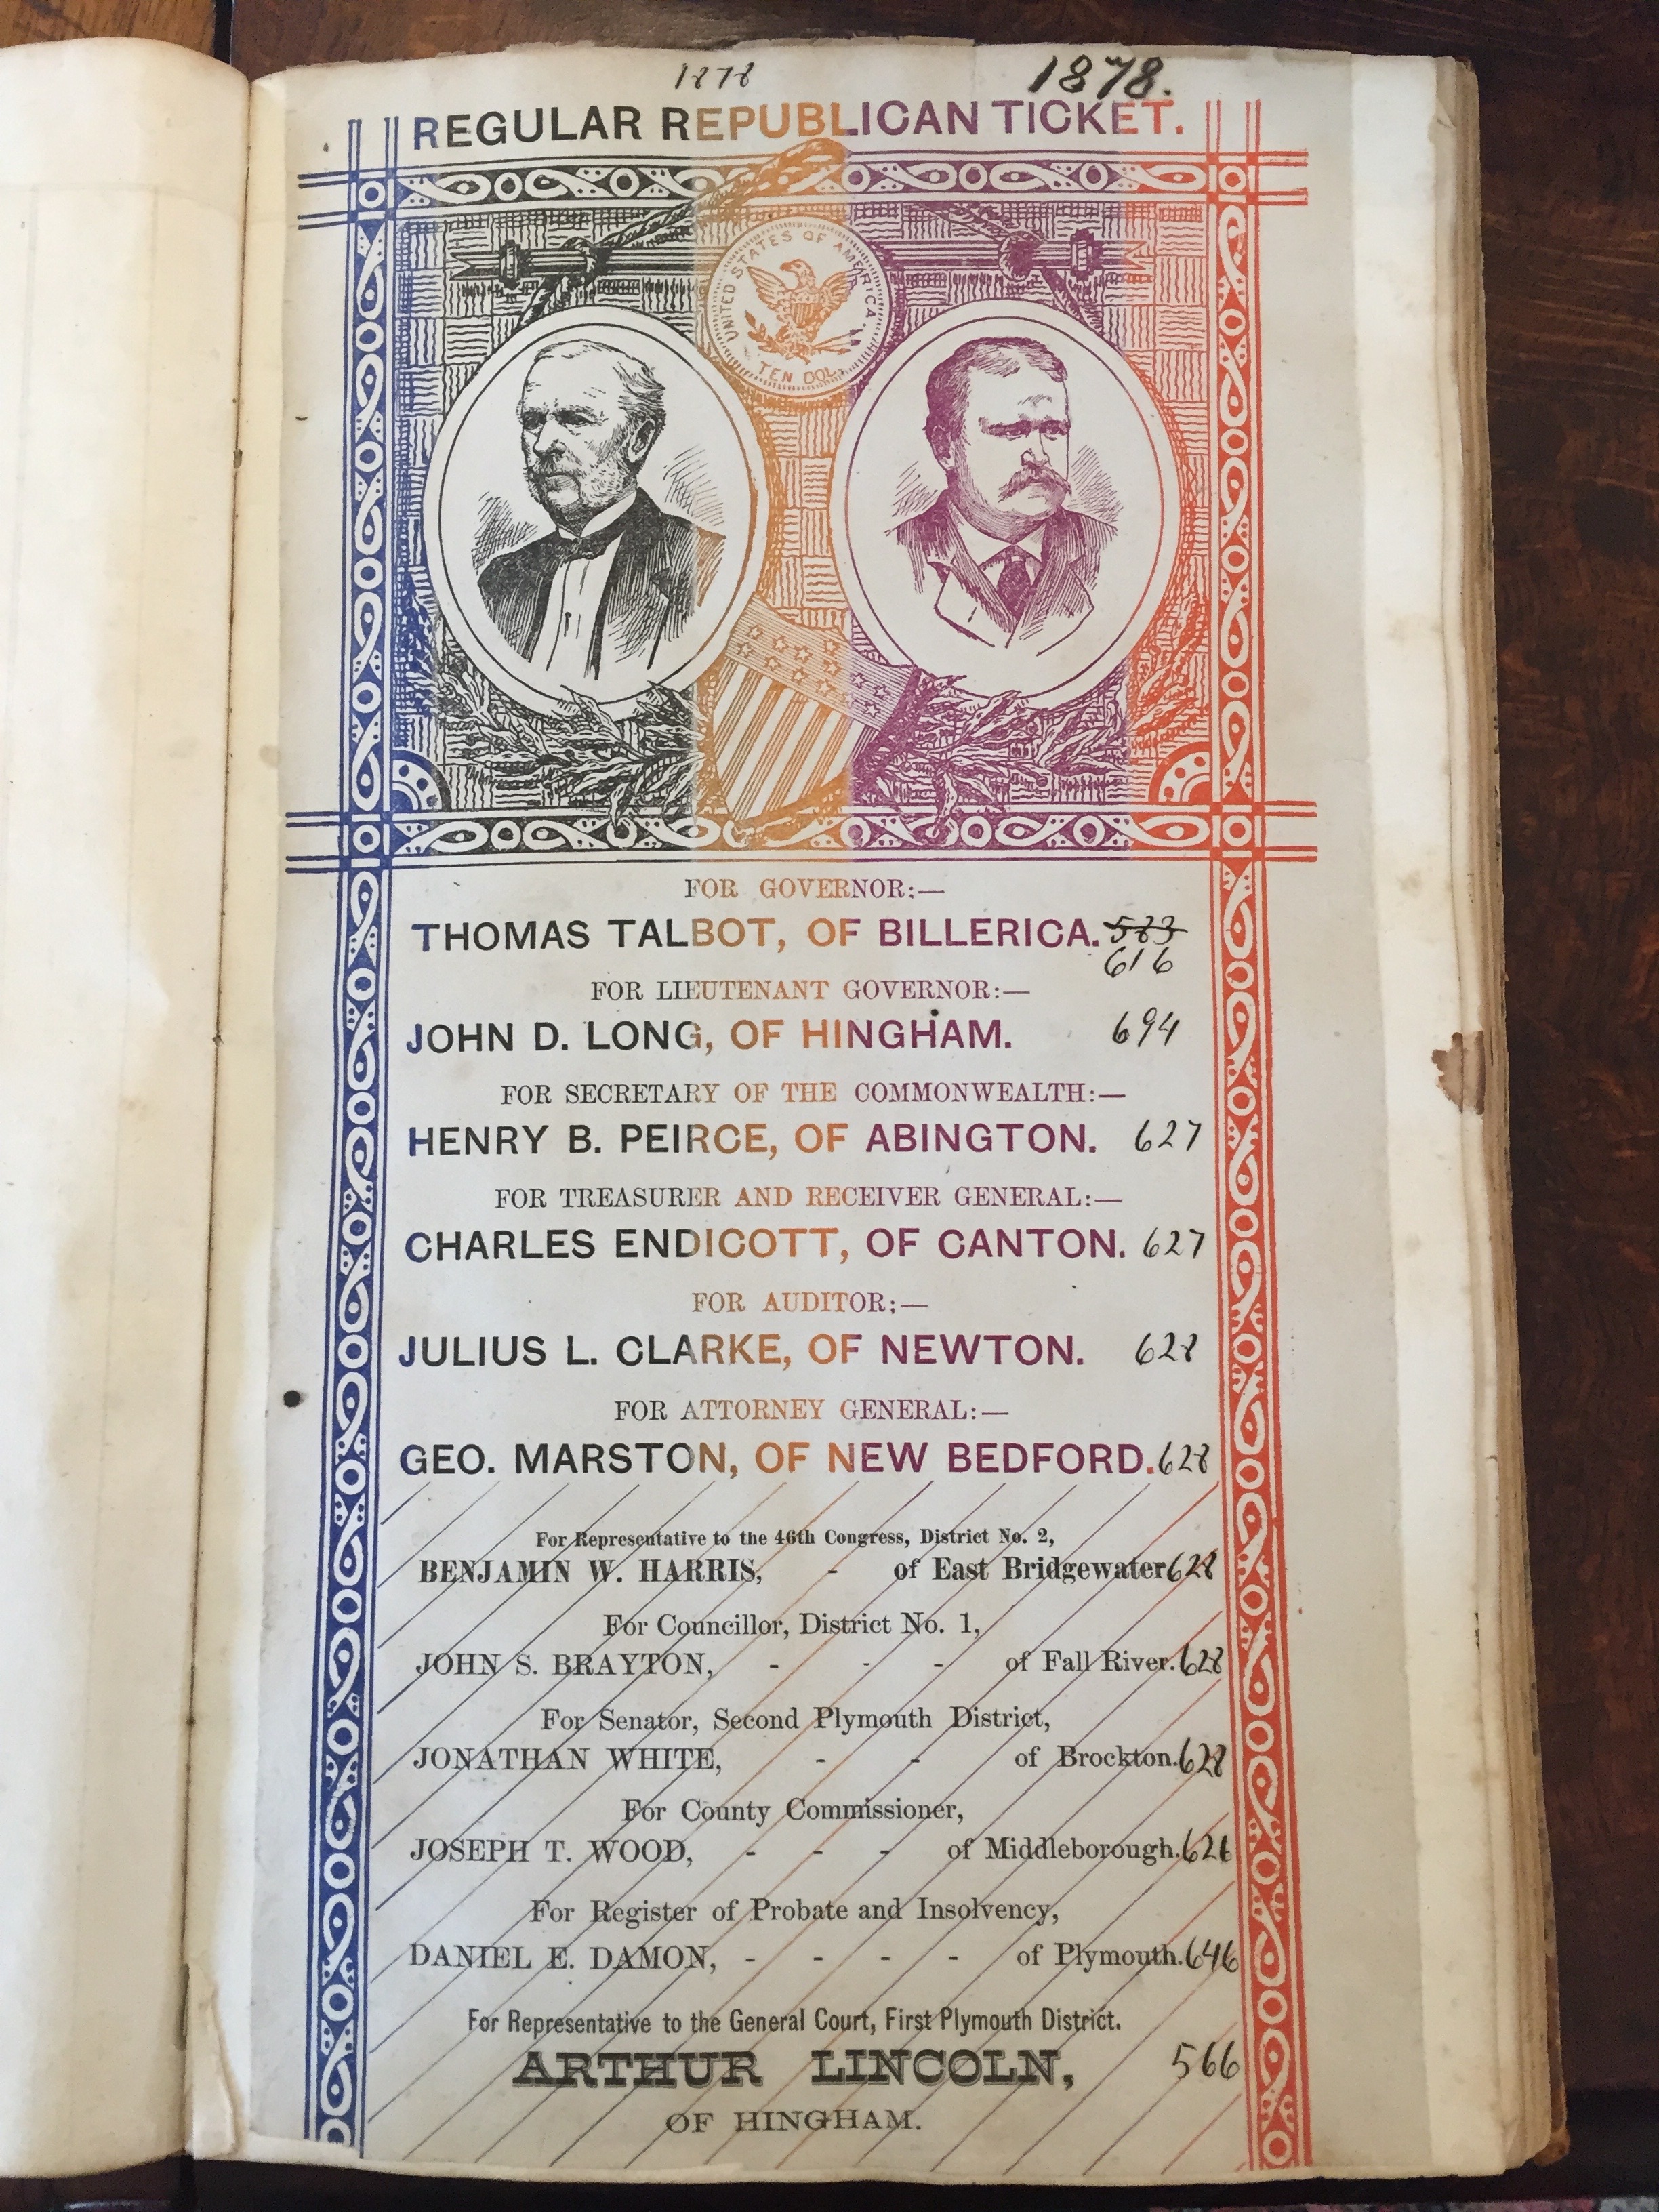 1878 1878.
REGULAR REPUBLICAN TICKET.
UNITED STATES OF AMERICA.
TEN DOL.
FOR GOVERNOR:—
THOMAS TALBOT, OF BILLERICA. 583
616
FOR LIEUTENANT GOVERNOR:—
JOHN D. LONG, OF HINGHAM. 694
FOR SECRETARY OF THE COMMONWEALTH:—
HENRY B. PEIRCE, OF ABINGTON. 627
FOR TREASURER AND RECEIVER GENERAL:—
CHARLES ENDICOTT, OF CANTON. 627
FOR AUDITOR;—
JULIUS L. CLARKE, OF NEWTON. 628
FOR ATTORNEY GENERAL:—
GEO. MARSTON, OF NEW BEDFORD. 628
For Representative to the 46th Congress, District No. 2,
BENJAMIN W. HARRIS, - of East Bridgewater 628
For Councillor, District No. 1,
JOHN S. BRAYTON, - - - of Fall River. 628
For Senator, Second Plymouth District,
JONATHAN WHITE, - - of Brockton. 628
For County Commissioner,
JOSEPH T. WOOD, - - - of Middleborough. 626
For Register of Probate and Insolvency,
DANIEL E. DAMON, - - - - of Plymouth. 646
For Representative to the General Court, First Plymouth District.
ARTHUR LINCOLN, 566
OF HINGHAM.